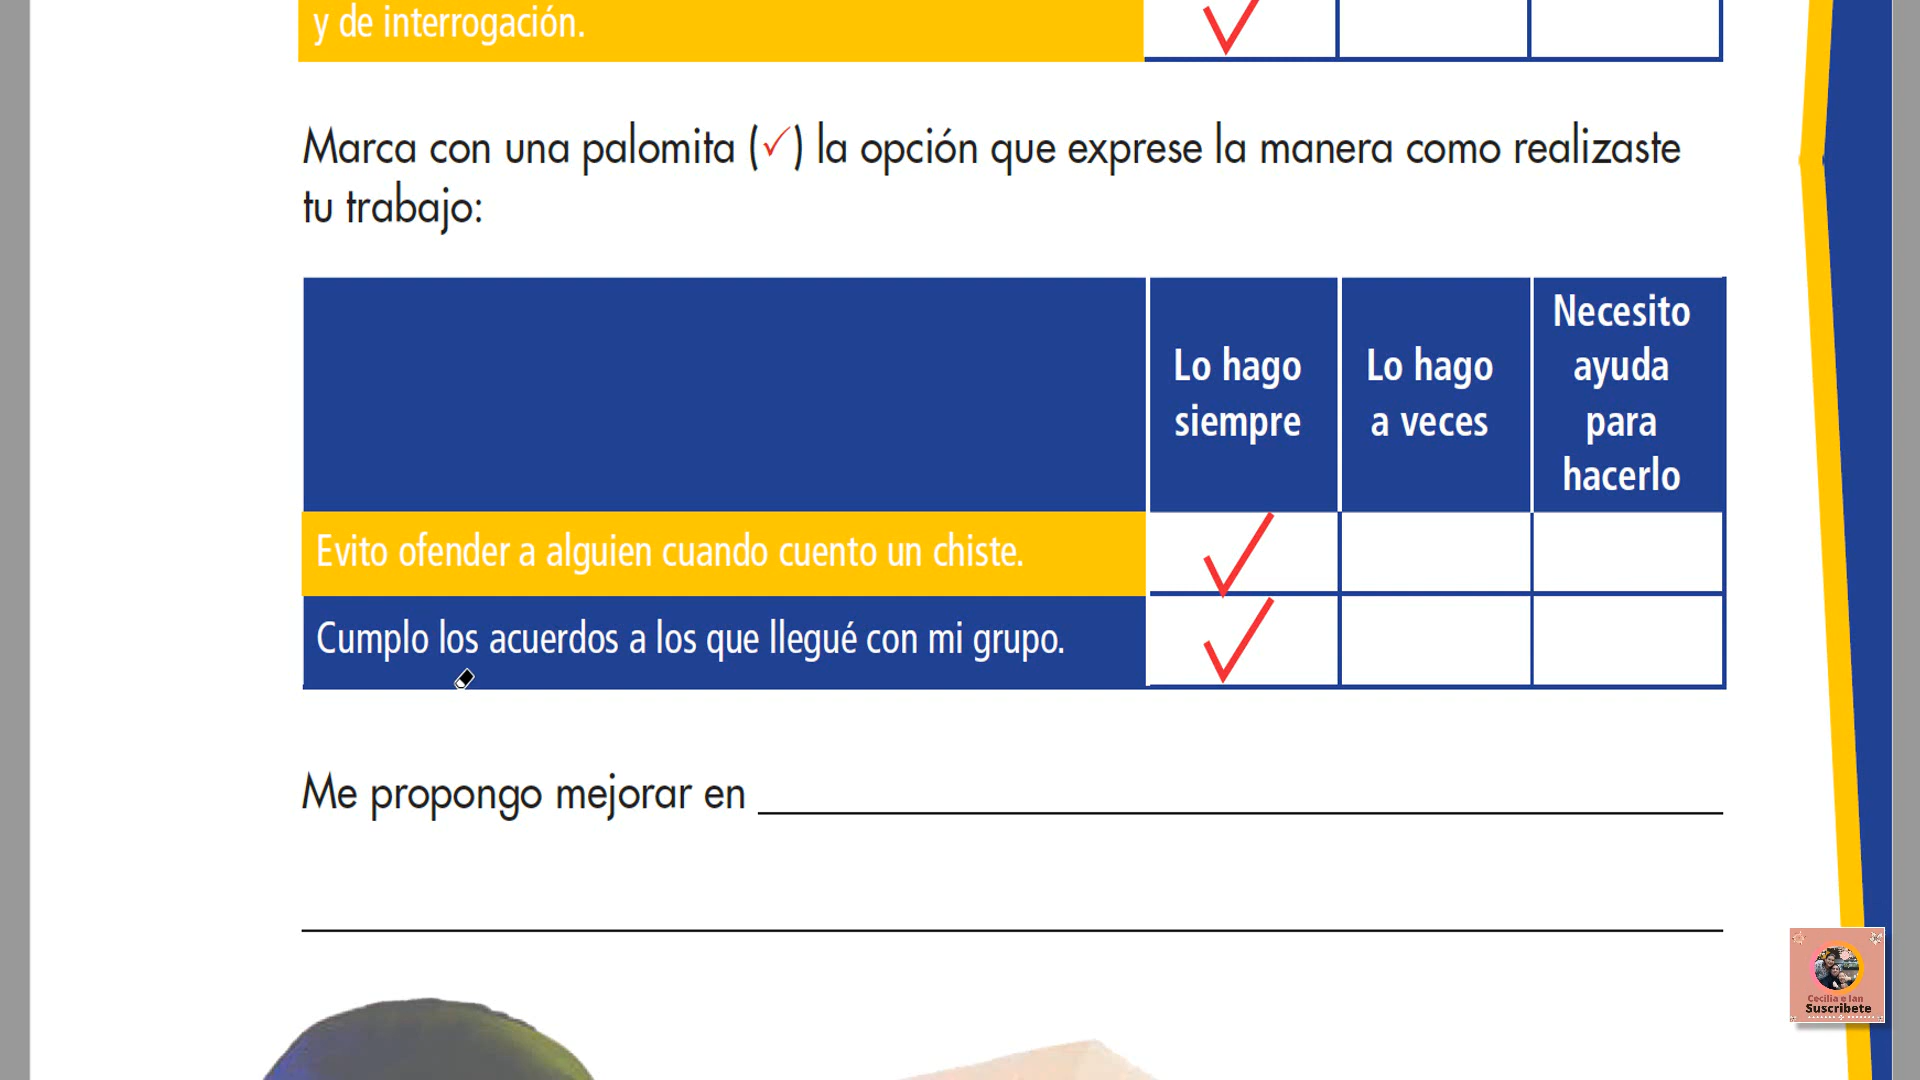 y de interrogación.
Marca con una palomita (✓) la opción que exprese la manera como realizaste
tu trabajo:
Lo hago
siempre
Lo hago
a veces
Necesito
ayuda
para
hacerlo
Evito ofender a alguien cuando cuento un chiste.
Cumplo los acuerdos a los que llegué con mi grupo.
Me propongo mejorar en
Cecilia e Ian
Suscribete